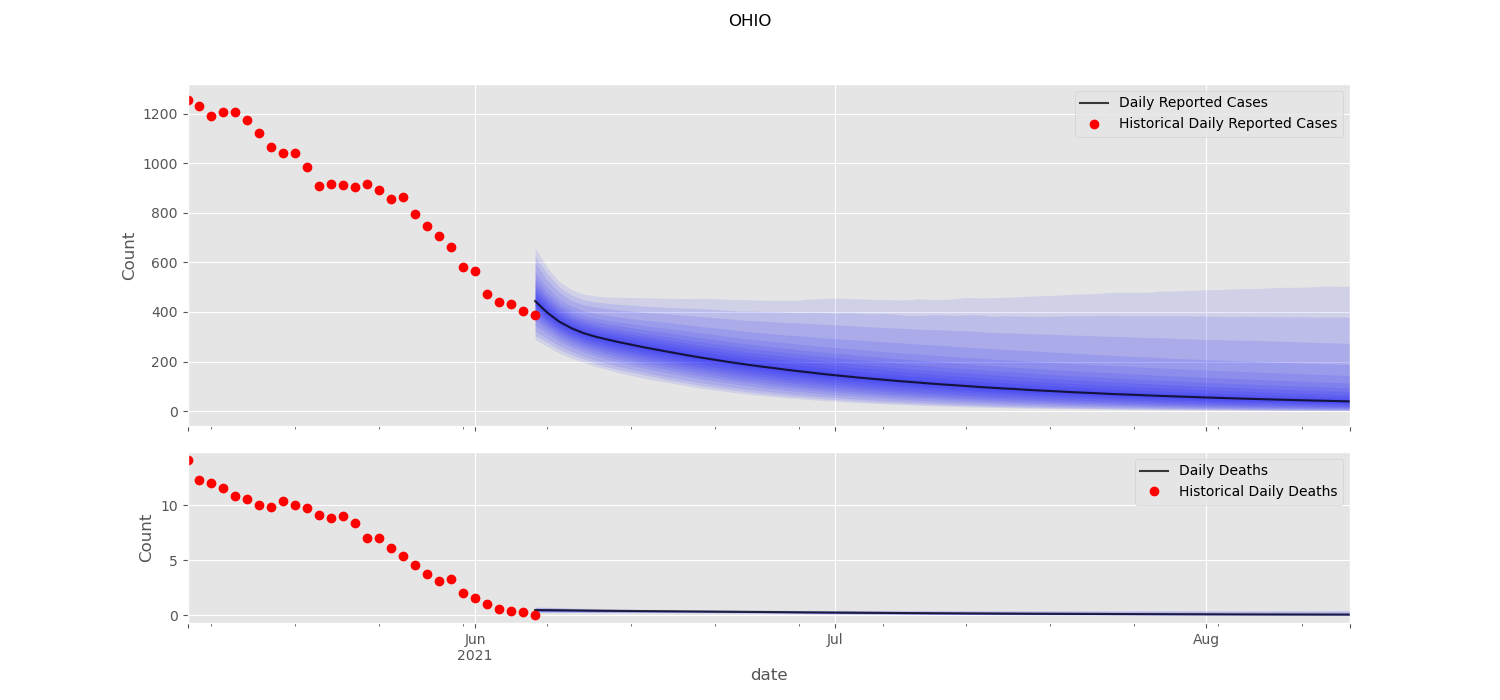 OHIO
1200
1000
800
600
400
200
0
Count
Daily Reported Cases
Historical Daily Reported Cases
10
5
0
Count
Daily Deaths
Historical Daily Deaths
Jun
2021
Jul
Aug
date